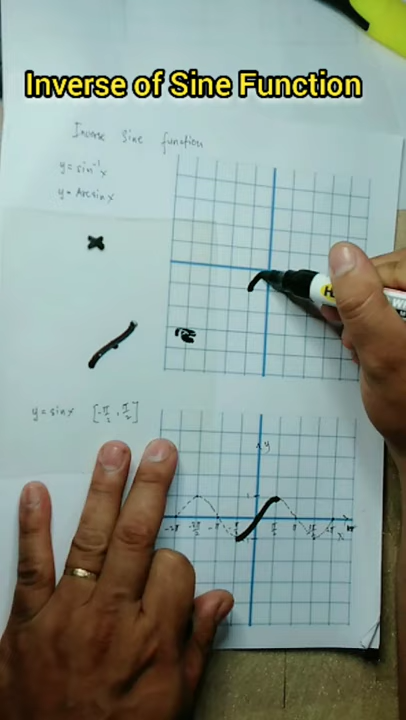 Inverse of Sine Function
Inverse Sine function
y = sin⁻¹x
y = Arcsin x
y = sin x [-π/2, π/2]
y
x